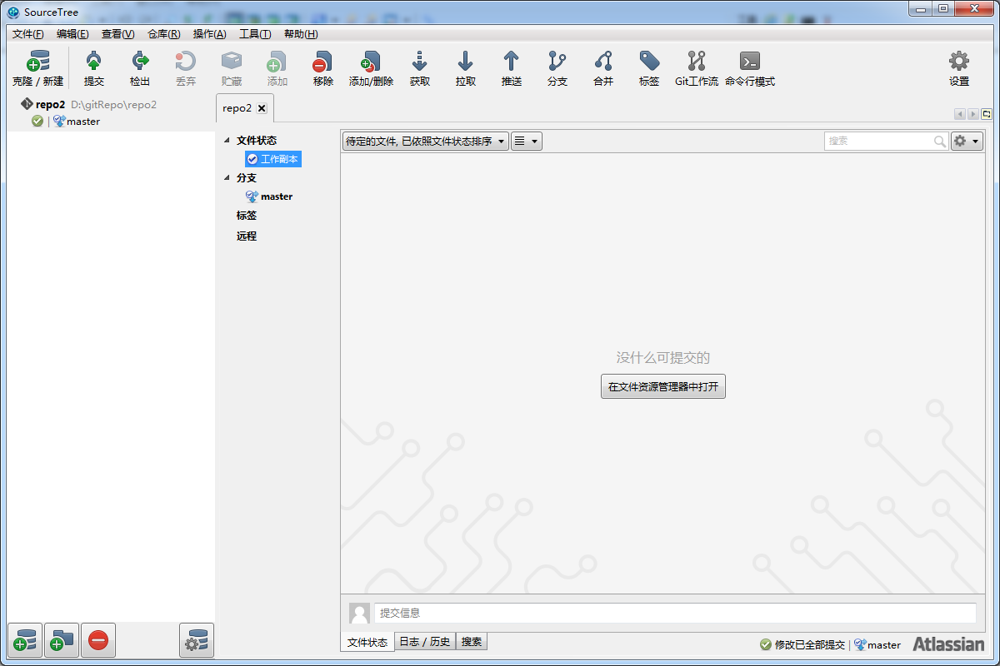 SourceTree
文件(F) 编辑(E) 查看(V) 仓库(R) 操作(A) 工具(T) 帮助(H)
克隆 / 新建 提交 检出 丢弃 贮藏 添加 移除 添加/删除 获取 拉取 推送 分支 合并 标签 Git工作流 命令行模式 设置
repo2 D:\gitRepo\repo2
master
repo2
文件状态
工作副本
分支
master
标签
远程
待定的文件, 已依照文件状态排序
搜索
没什么可提交的
在文件资源管理器中打开
提交信息
文件状态 日志 / 历史 搜索
修改已全部提交 master Atlassian